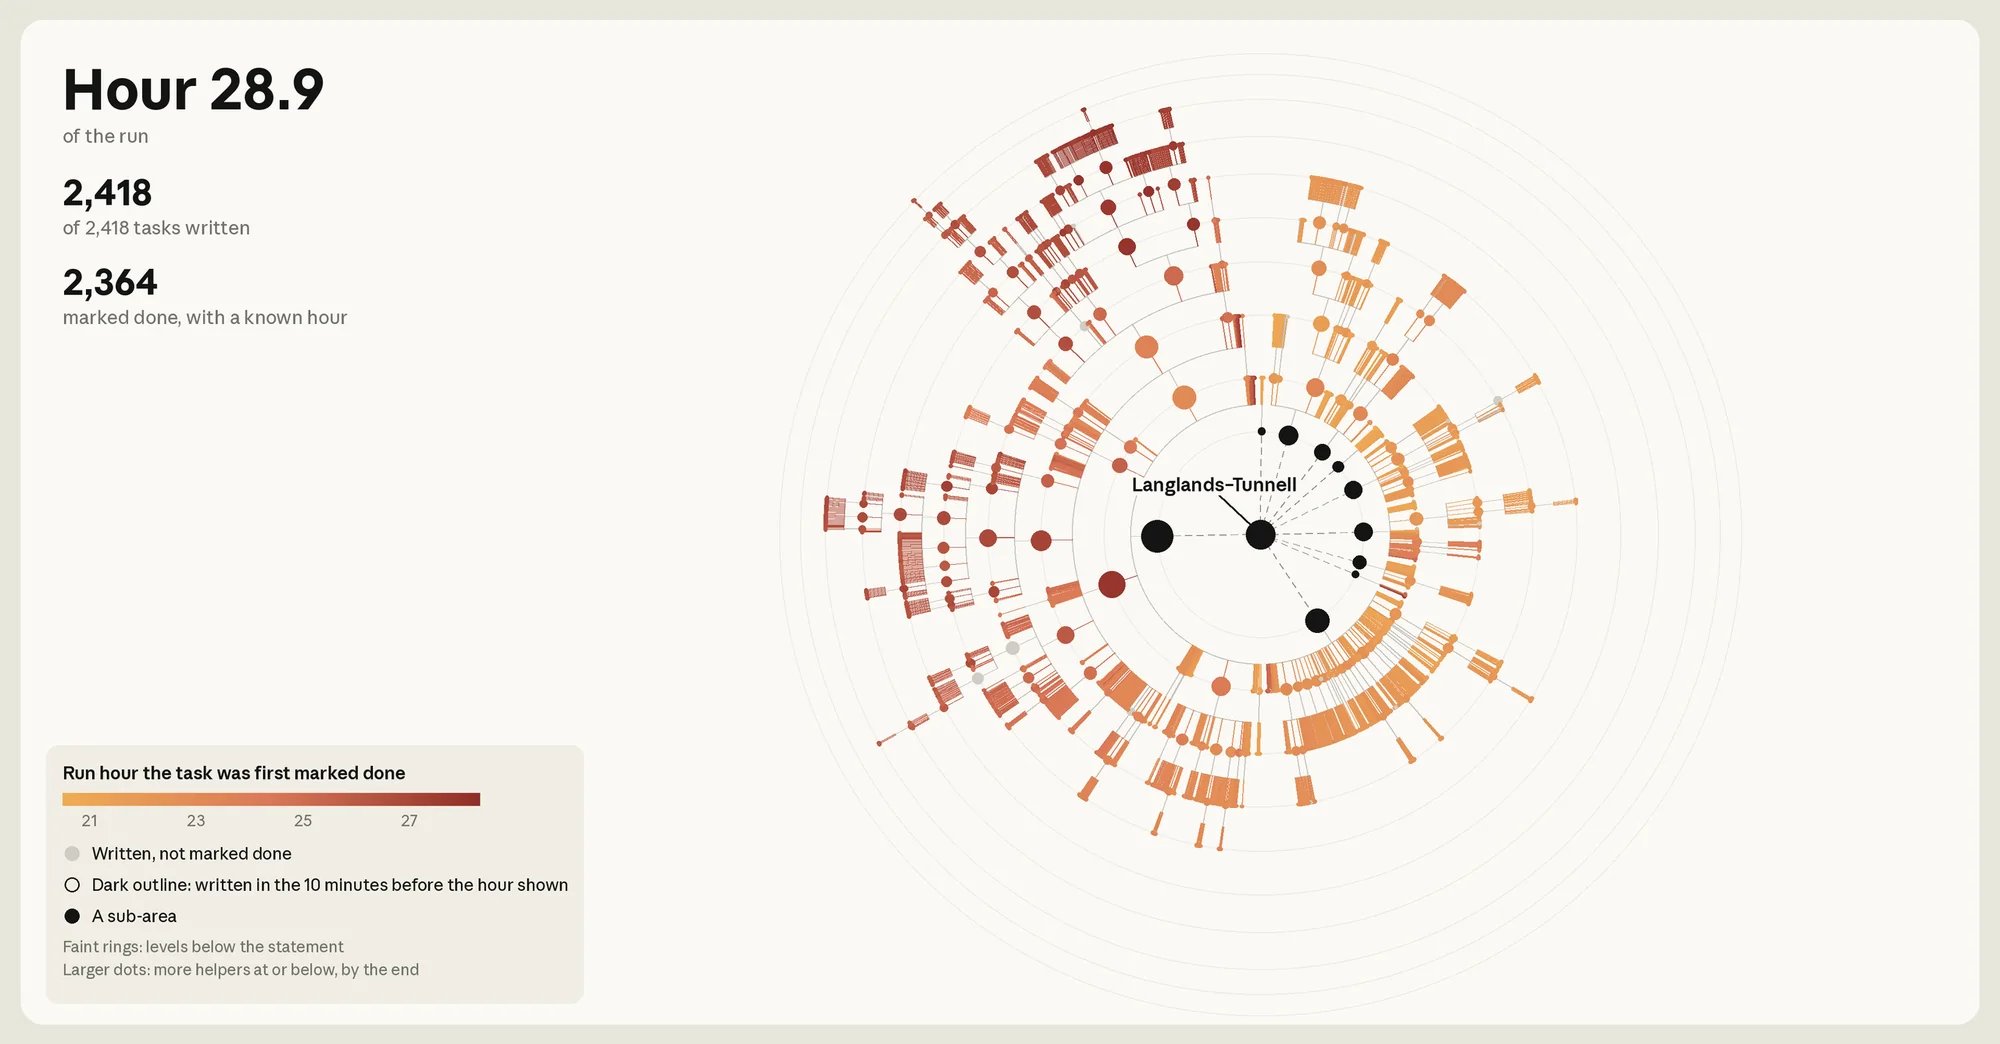 Hour 28.9
of the run
2,418
of 2,418 tasks written
2,364
marked done, with a known hour
Langlands–Tunnell
Run hour the task was first marked done
21 23 25 27
Written, not marked done
Dark outline: written in the 10 minutes before the hour shown
A sub-area
Faint rings: levels below the statement
Larger dots: more helpers at or below, by the end